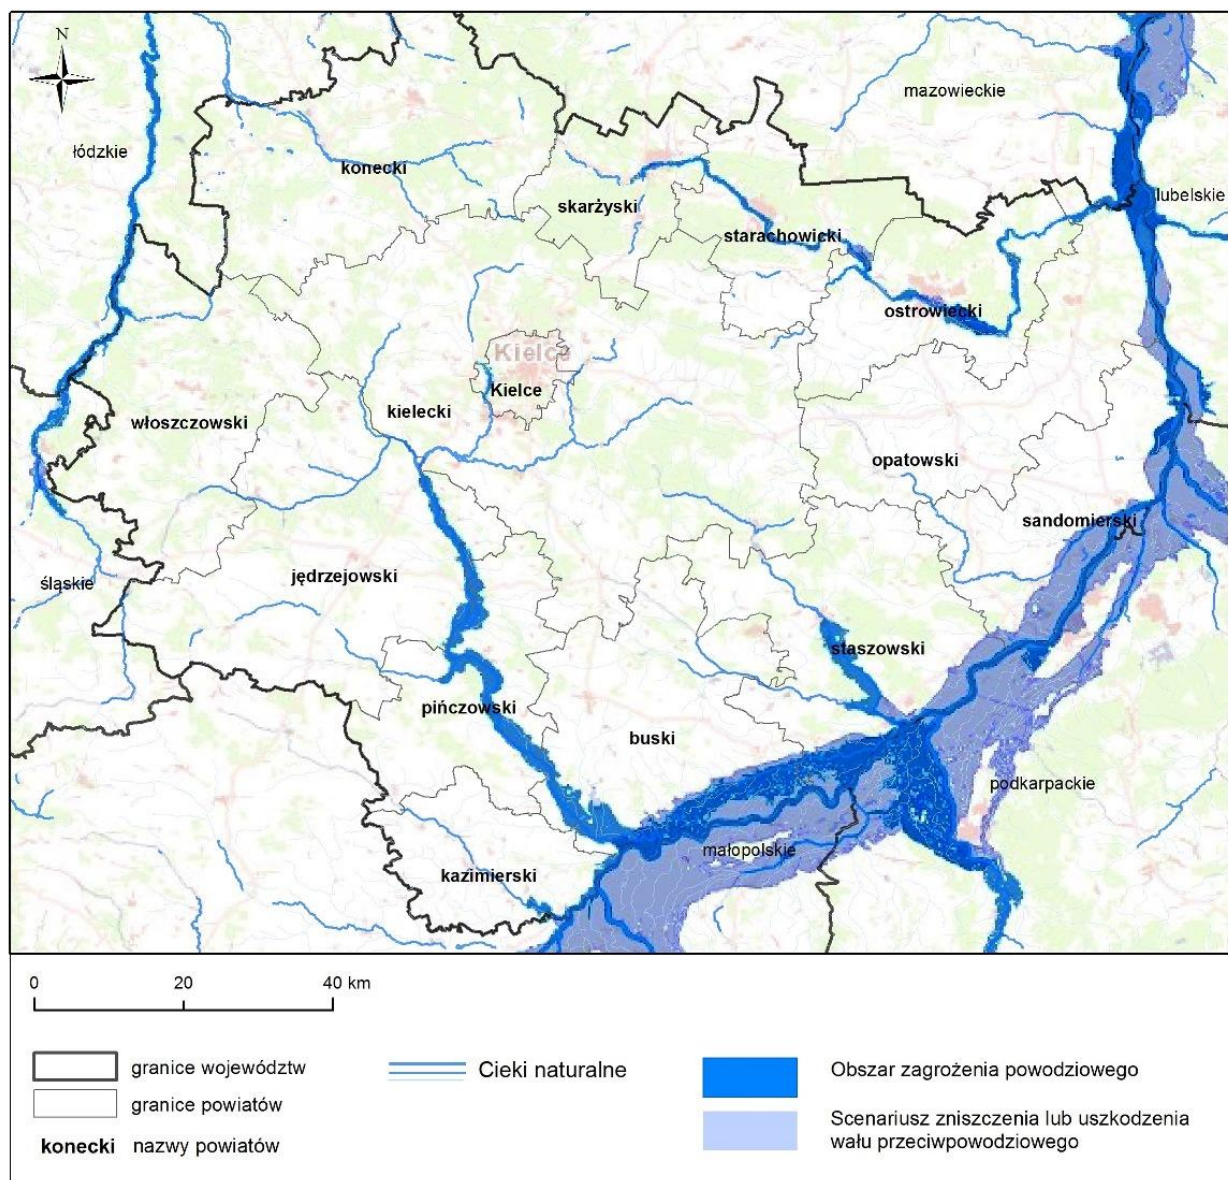 N
mazowieckie
łódzkie
konecki
lubelskie
skarżyski
starachowicki
ostrowiecki
Kielce
Kielce
kielecki
włoszczowski
opatowski
sandomierski
jędrzejowski
śląskie
staszowski
pińczowski
buski
podkarpackie
małopolskie
kazimierski
0 20 40 km
granice województw
granice powiatów
konecki nazwy powiatów
Cieki naturalne
Obszar zagrożenia powodziowego
Scenariusz zniszczenia lub uszkodzenia
wału przeciwpowodziowego